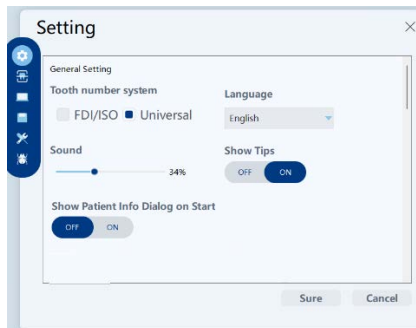 Setting
General Setting
Tooth number system
FDI/ISO Universal
Language
English
Sound
34%
Show Tips
OFF ON
Show Patient Info Dialog on Start
OFF ON
Sure Cancel